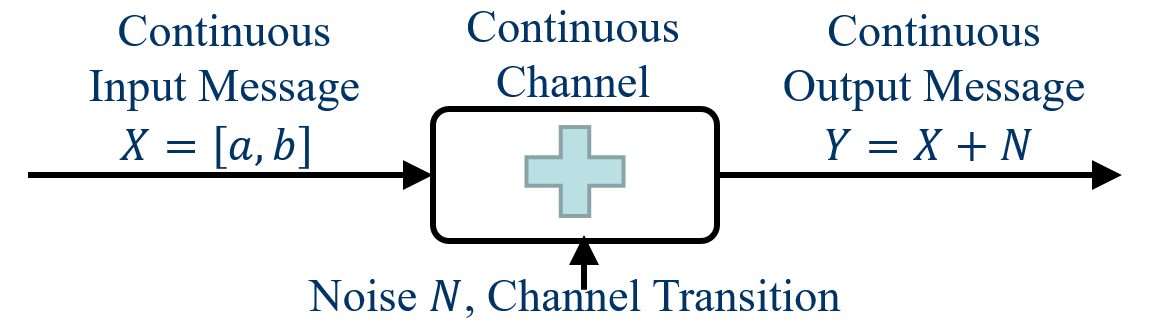 Continuous
Input Message
X = [a, b]
Continuous
Channel
Continuous
Output Message
Y = X + N
Noise N, Channel Transition